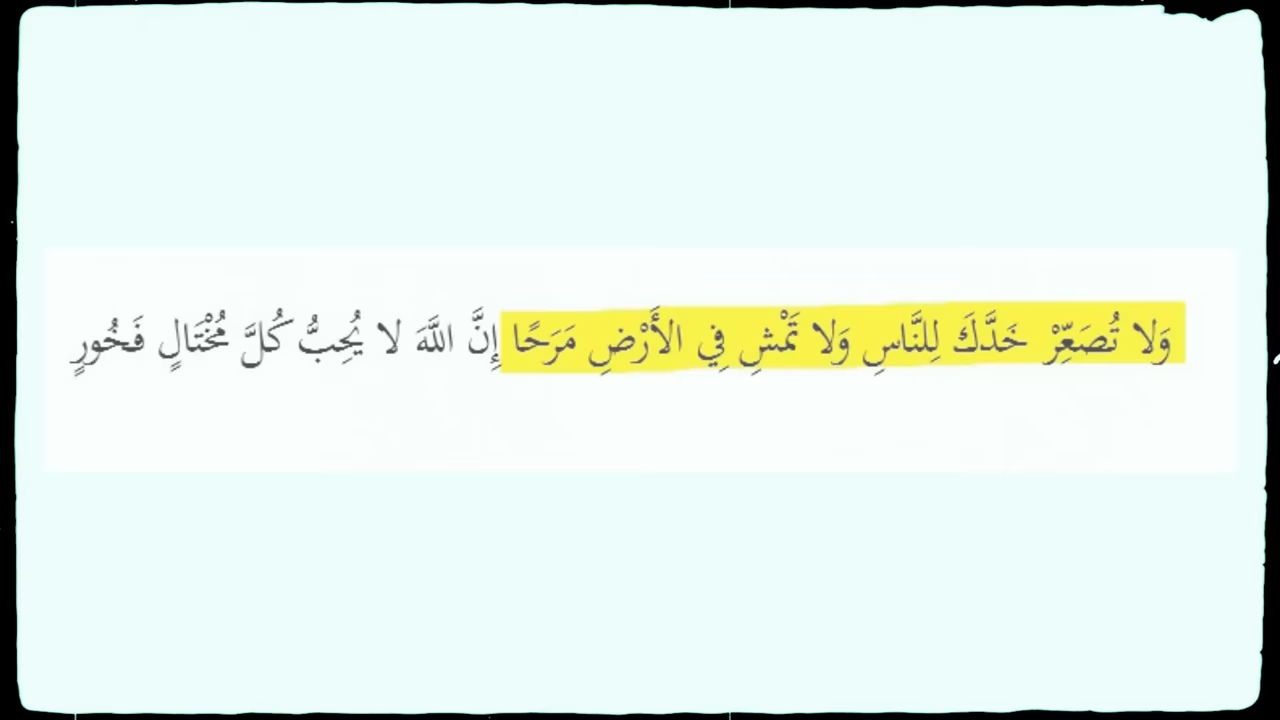 وَلا تُصَعِّرْ خَدَّكَ لِلنَّاسِ وَلا تَمْشِ فِي الأَرْضِ مَرَحًا إِنَّ اللَّهَ لا يُحِبُّ كُلَّ مُخْتَالٍ فَخُورٍ